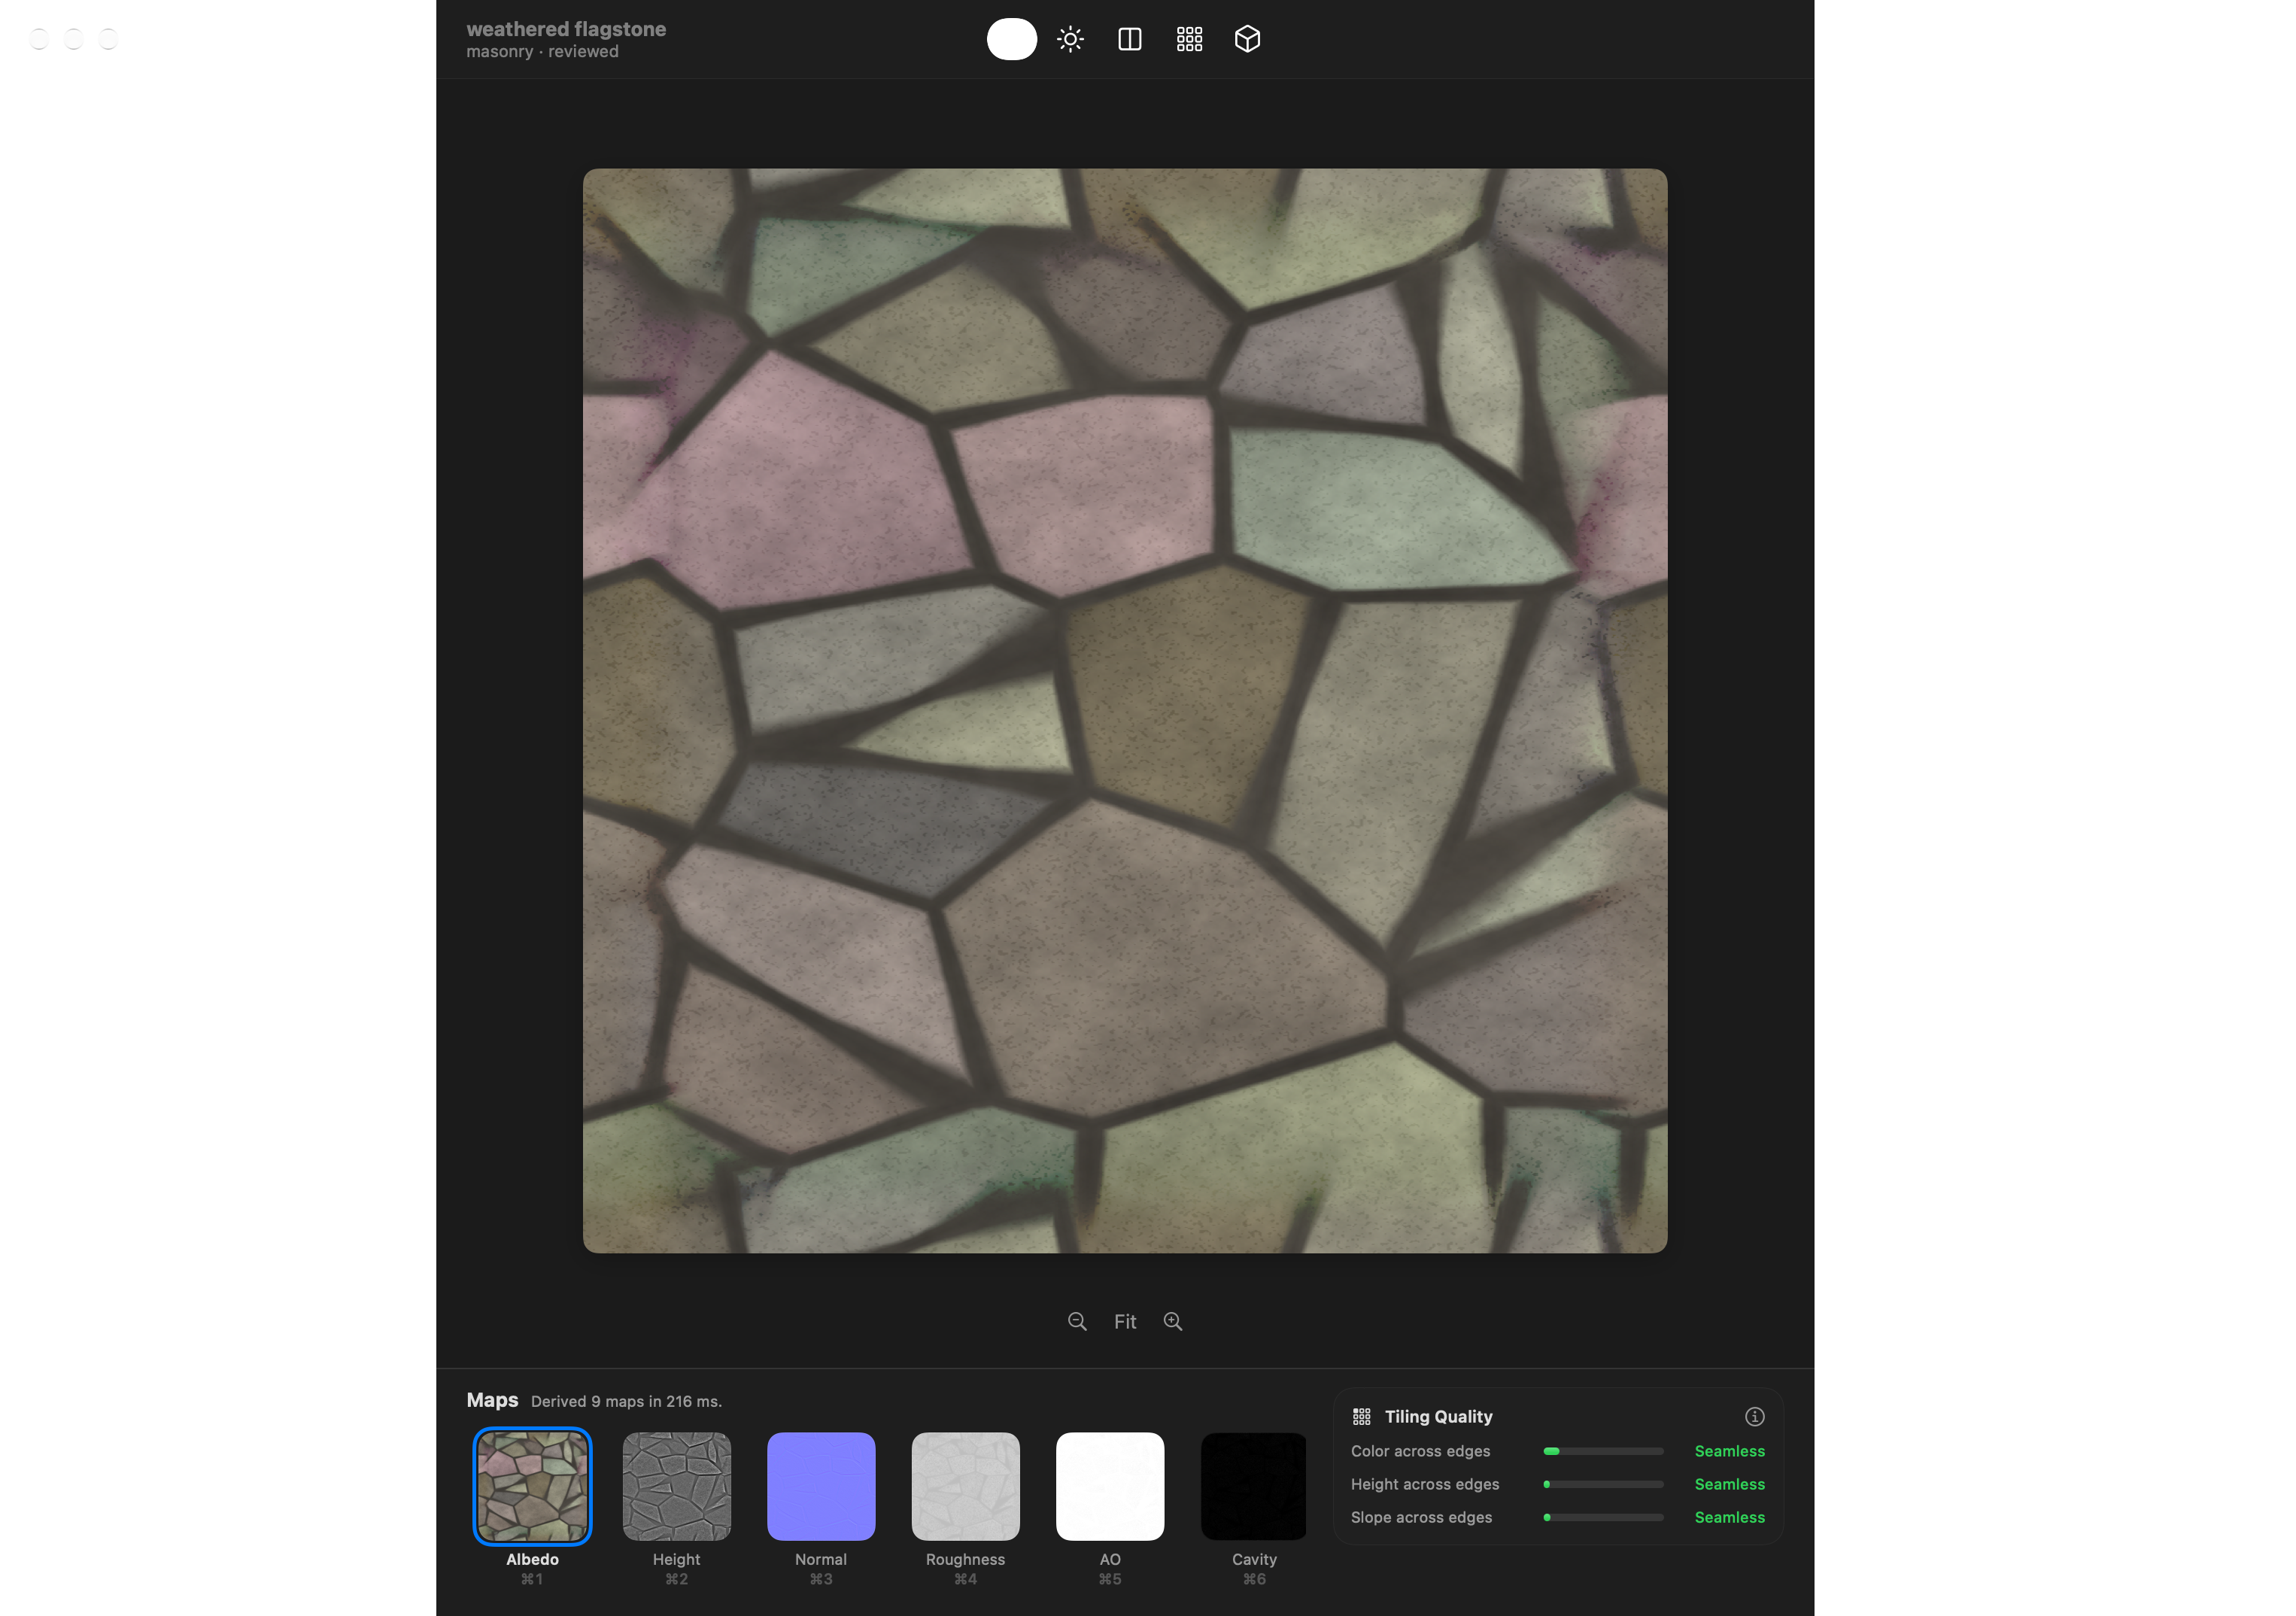 weathered flagstone
masonry · reviewed
Fit
Maps Derived 9 maps in 216 ms.
Tiling Quality
Color across edges Seamless
Height across edges Seamless
Slope across edges Seamless
Albedo Height Normal Roughness AO Cavity
⌘1 ⌘2 ⌘3 ⌘4 ⌘5 ⌘6